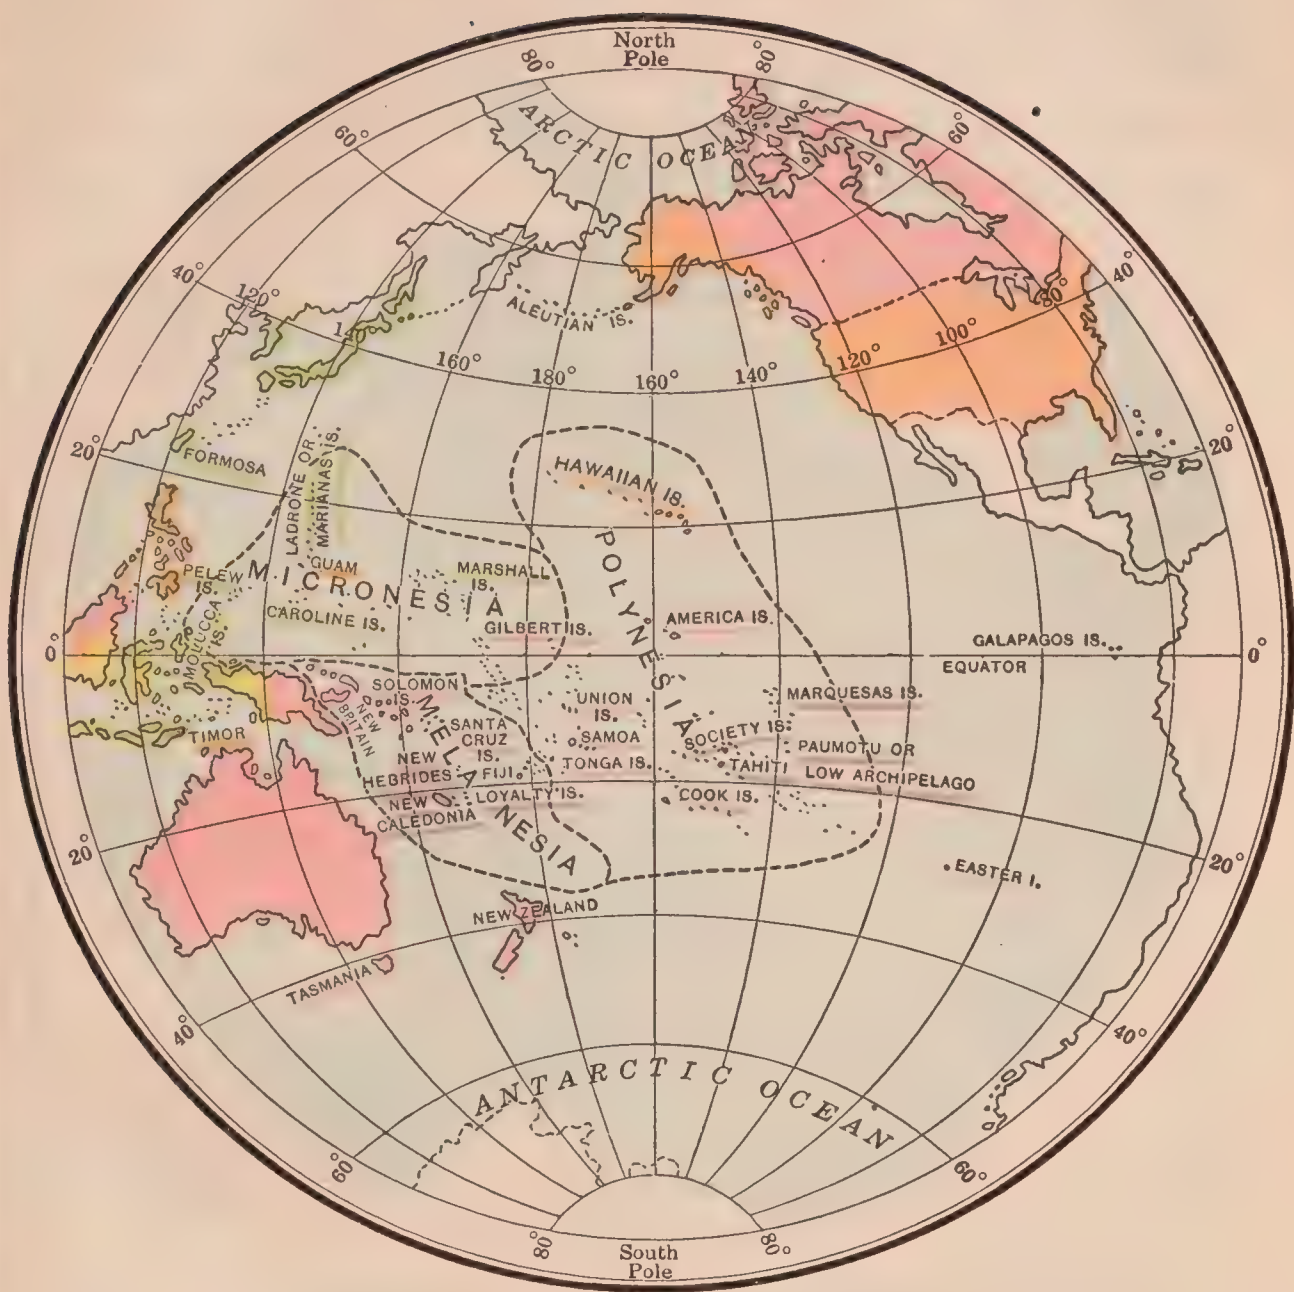 North
Pole
80°
80°
ARCTIC OCEAN
60°
60°
40°
120°
140°
160°
180°
160°
140°
120°
100°
80°
40°
ALEUTIAN IS.
20°
FORMOSA
LADRONE OR
MARIANAS IS.
HAWAIIAN IS.
20°
PELEW
IS.
GUAM
MICRONESIA
MARSHALL
IS.
POLYNESIA
CAROLINE IS.
GILBERT IS.
AMERICA IS.
MOLUCCA
IS.
GALAPAGOS IS.
0
EQUATOR
0°
SOLOMON
IS.
NEW
BRITAIN
MELANESIA
UNION
IS.
MARQUESAS IS.
TIMOR
SANTA
CRUZ
IS.
SAMOA
SOCIETY IS.
PAUMOTU OR
LOW ARCHIPELAGO
NEW
HEBRIDES
FIJI
TONGA IS.
TAHITI
NEW
CALEDONIA
LOYALTY IS.
COOK IS.
20°
20°
EASTER I.
NEW ZEALAND
TASMANIA
40°
40°
ANTARCTIC OCEAN
60°
60°
80°
80°
South
Pole